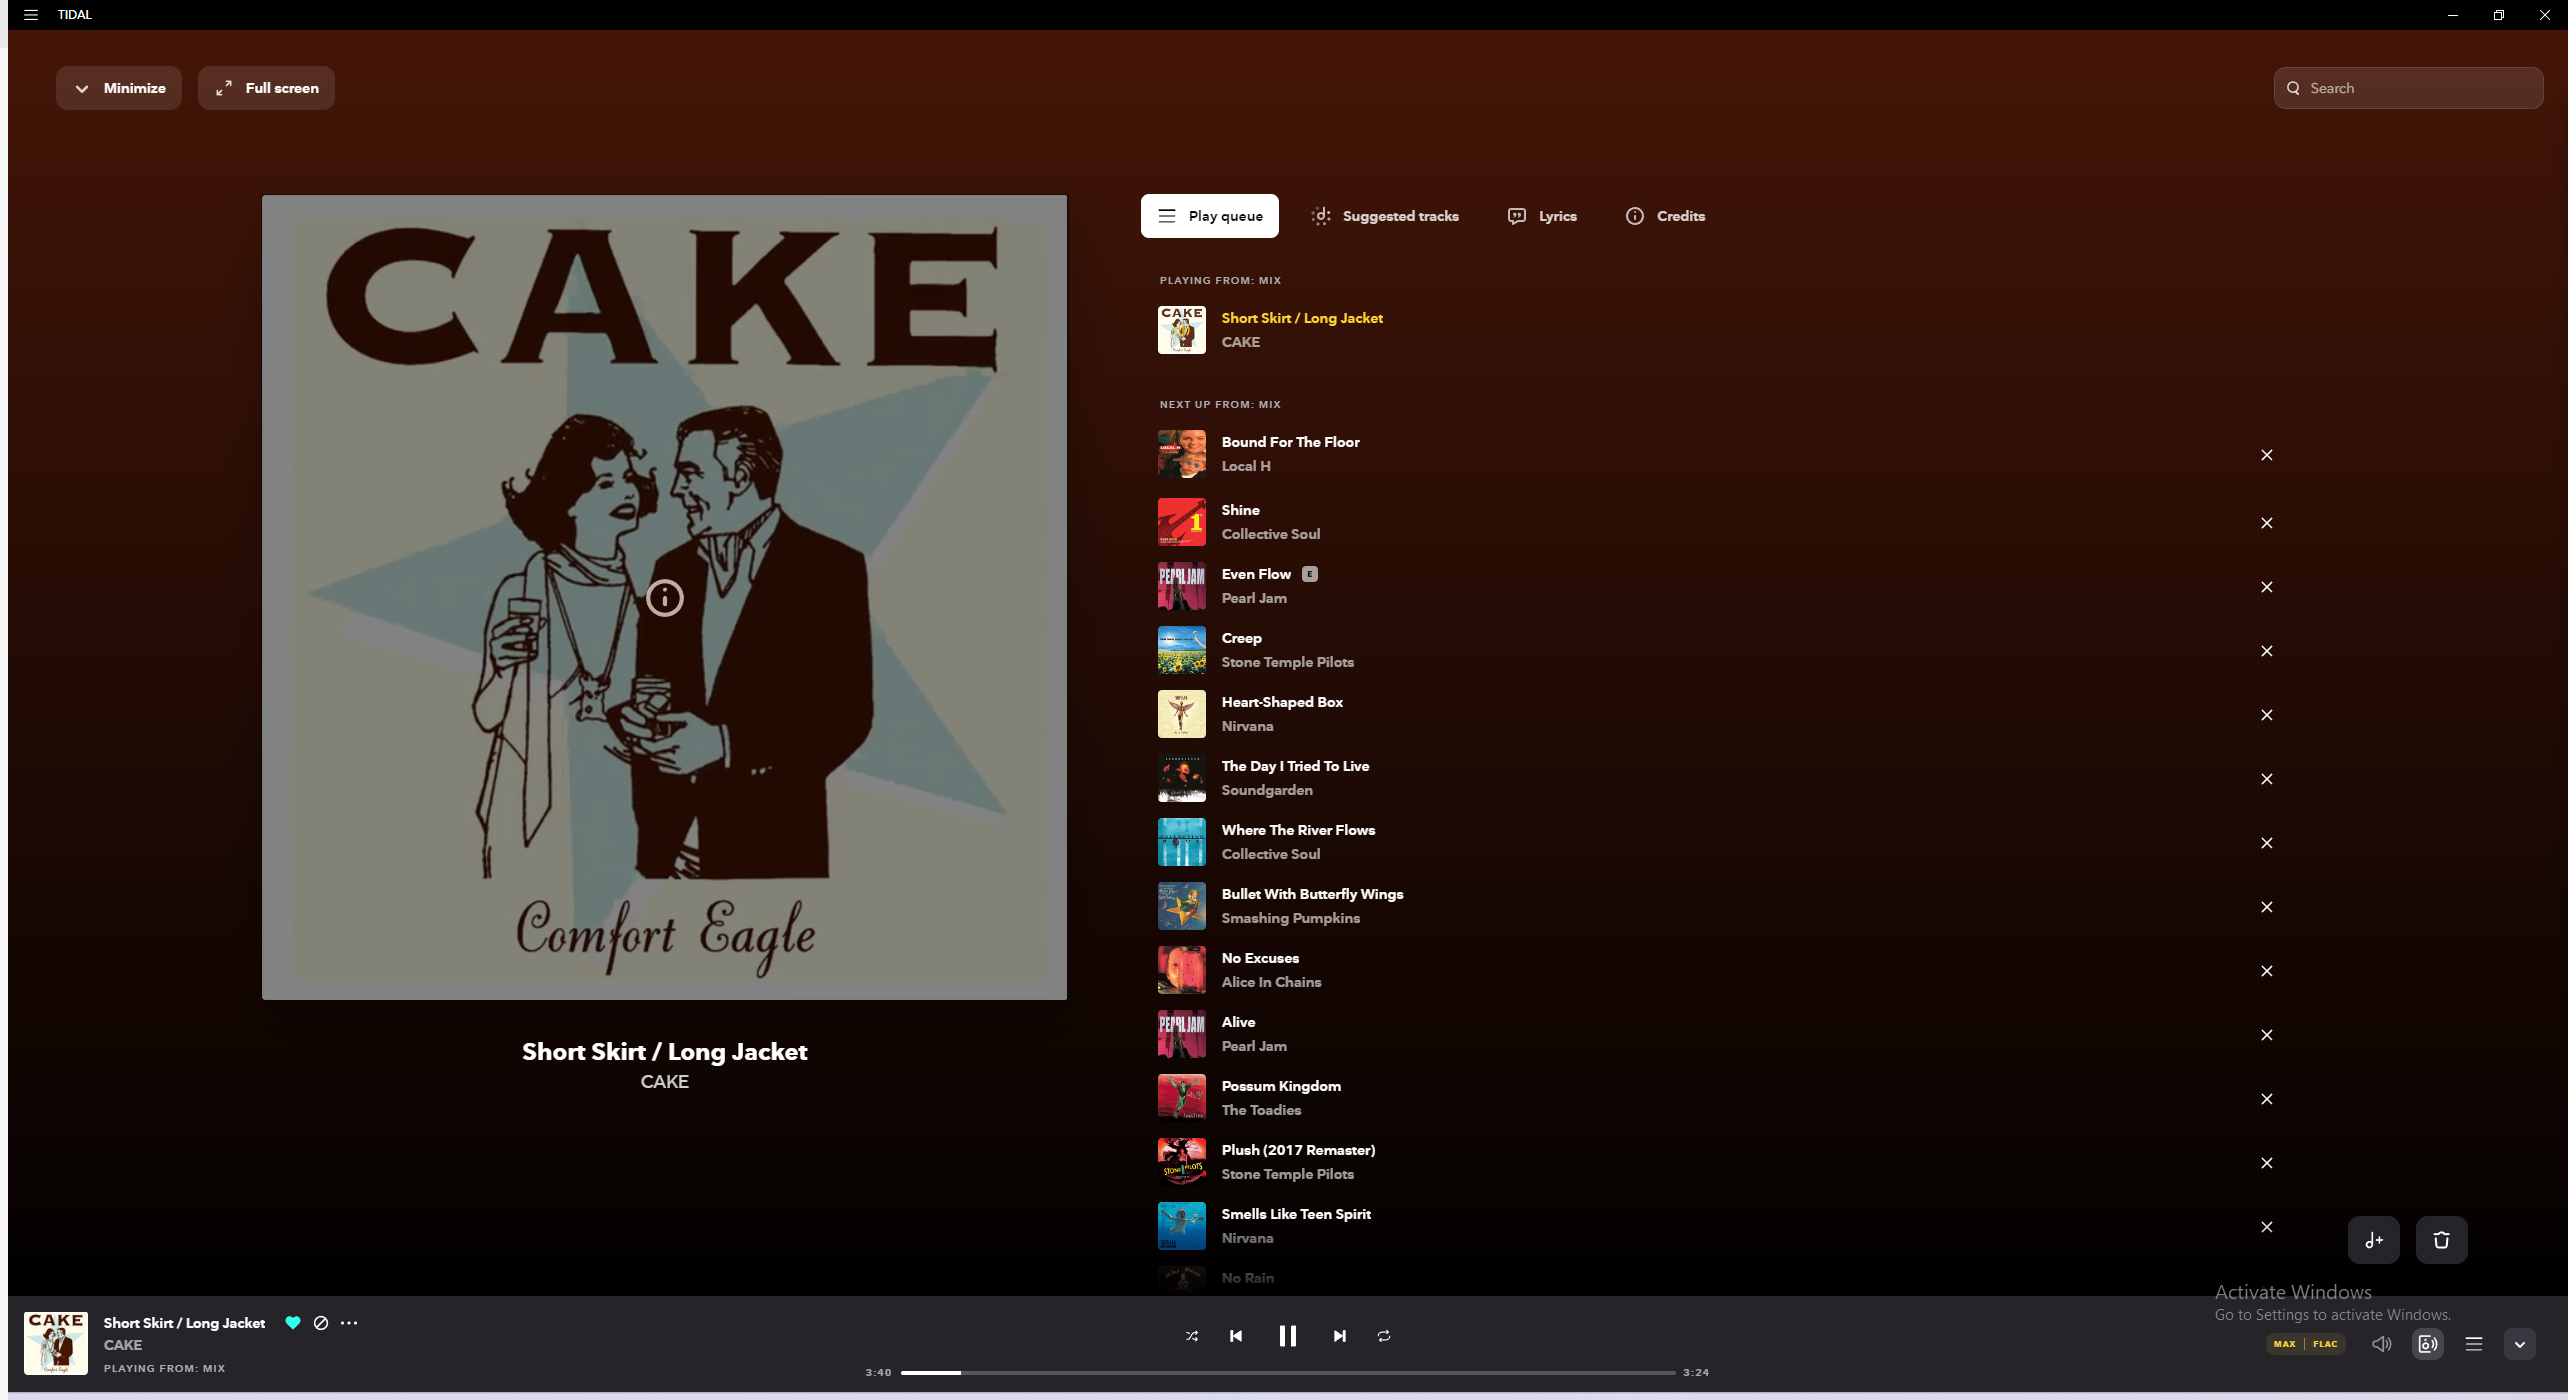 TIDAL
Minimize
Full screen
Search
CAKE
Comfort Eagle
Short Skirt / Long Jacket
CAKE
Play queue
Suggested tracks
Lyrics
Credits
PLAYING FROM: MIX
CAKE
Short Skirt / Long Jacket
CAKE
NEXT UP FROM: MIX
Bound For The Floor
Local H
Shine
Collective Soul
Even Flow E
Pearl Jam
Creep
Stone Temple Pilots
Heart-Shaped Box
Nirvana
The Day I Tried To Live
Soundgarden
Where The River Flows
Collective Soul
Bullet With Butterfly Wings
Smashing Pumpkins
No Excuses
Alice In Chains
PEARL JAM
Alive
Pearl Jam
Possum Kingdom
The Toadies
Plush (2017 Remaster)
Stone Temple Pilots
Smells Like Teen Spirit
Nirvana
No Rain
Activate Windows
Go to Settings to activate Windows.
CAKE
Comfort Eagle
Short Skirt / Long Jacket
CAKE
PLAYING FROM: MIX
3:40
3:24
MAX | FLAC